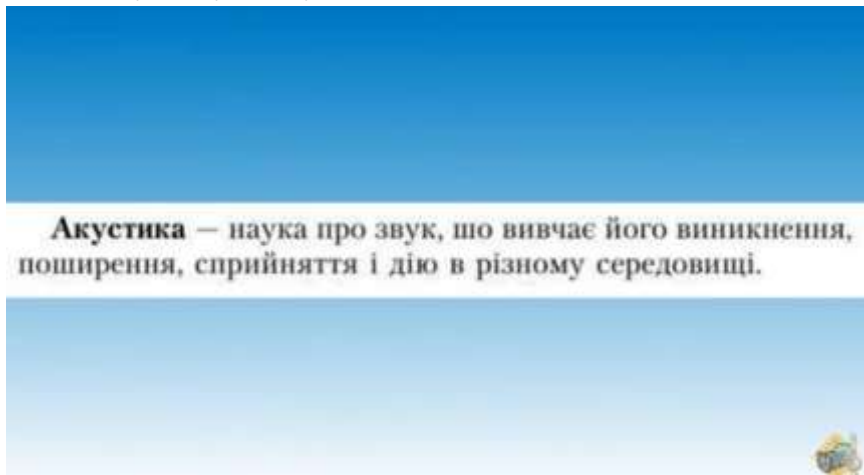 Акустика — наука про звук, що вивчає його виникнення,
поширення, сприйняття і дію в різному середовищі.